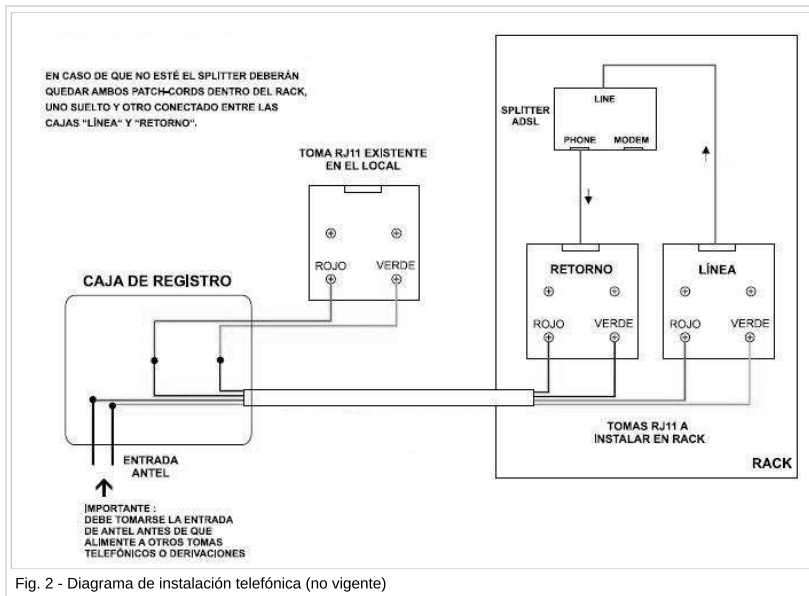 EN CASO DE QUE NO ESTÉ EL SPLITTER DEBERÁN
QUEDAR AMBOS PATCH-CORDS DENTRO DEL RACK,
UNO SUELTO Y OTRO CONECTADO ENTRE LAS
CAJAS "LÍNEA" Y "RETORNO".
TOMA RJ11 EXISTENTE
EN EL LOCAL
ROJO
VERDE
CAJA DE REGISTRO
ENTRADA
ANTEL
IMPORTANTE :
DEBE TOMARSE LA ENTRADA
DE ANTEL ANTES DE QUE
ALIMENTE A OTROS TOMAS
TELEFÓNICOS O DERIVACIONES
SPLITTER
ADSL
LINE
PHONE
MODEM
RETORNO
ROJO
VERDE
LÍNEA
ROJO
VERDE
TOMAS RJ11 A
INSTALAR EN RACK
RACK
Fig. 2 - Diagrama de instalación telefónica (no vigente)